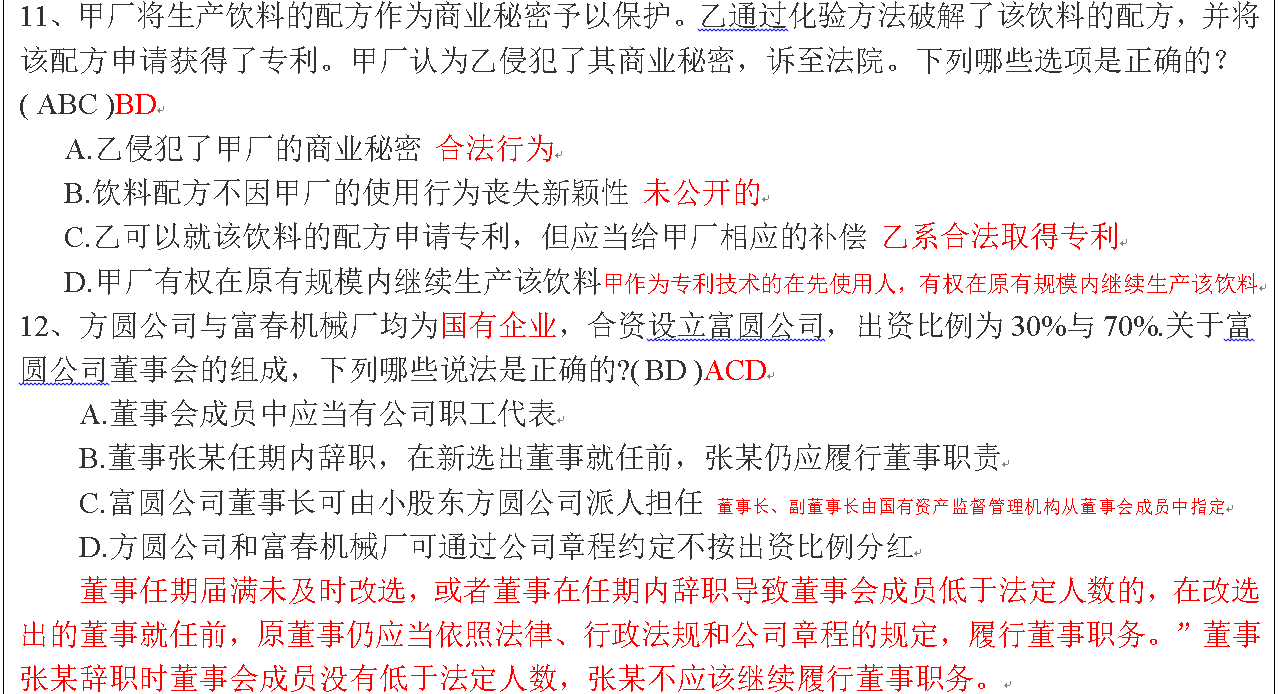 11、甲厂将生产饮料的配方作为商业秘密予以保护。乙通过化验方法破解了该饮料的配方，并将
该配方申请获得了专利。甲厂认为乙侵犯了其商业秘密，诉至法院。下列哪些选项是正确的？
( ABC )BD
A.乙侵犯了甲厂的商业秘密 合法行为
B.饮料配方不因甲厂的使用行为丧失新颖性 未公开的
C.乙可以就该饮料的配方申请专利，但应当给甲厂相应的补偿 乙系合法取得专利
D.甲厂有权在原有规模内继续生产该饮料甲作为专利技术的在先使用人，有权在原有规模内继续生产该饮料
12、方圆公司与富春机械厂均为国有企业，合资设立富圆公司，出资比例为 30%与 70%.关于富
圆公司董事会的组成，下列哪些说法是正确的?( BD )ACD
A.董事会成员中应当有公司职工代表
B.董事张某任期内辞职，在新选出董事就任前，张某仍应履行董事职责
C.富圆公司董事长可由小股东方圆公司派人担任 董事长、副董事长由国有资产监督管理机构从董事会成员中指定
D.方圆公司和富春机械厂可通过公司章程约定不按出资比例分红
董事任期届满未及时改选，或者董事在任期内辞职导致董事会成员低于法定人数的，在改选
出的董事就任前，原董事仍应当依照法律、行政法规和公司章程的规定，履行董事职务。”董事
张某辞职时董事会成员没有低于法定人数，张某不应该继续履行董事职务。